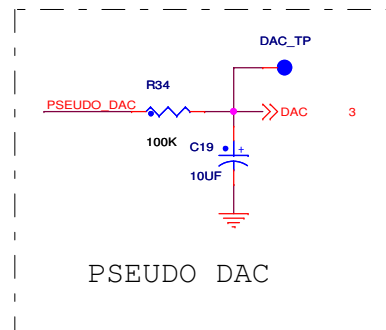 DAC_TP
R34
PSEUDO_DAC
DAC 3
100K
C19 +
10UF
PSEUDO DAC